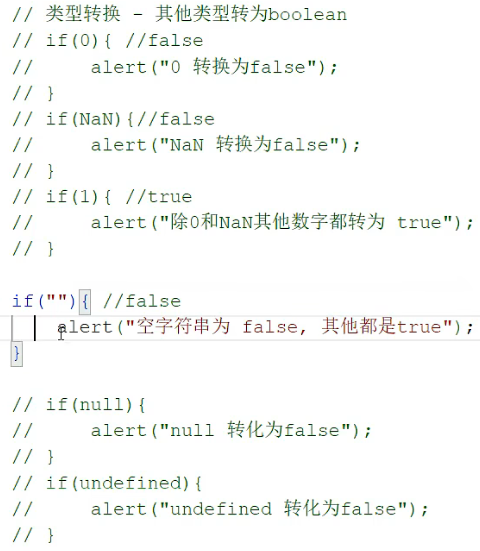 // 类型转换 - 其他类型转为boolean
// if(0){ //false
//     alert("0 转换为false");
// }
// if(NaN){//false
//     alert("NaN 转换为false");
// }
// if(1){ //true
//     alert("除0和NaN其他数字都转为 true");
// }
if(""){ //false
    alert("空字符串为 false, 其他都是true");
}
// if(null){
//     alert("null 转化为false");
// }
// if(undefined){
//     alert("undefined 转化为false");
// }